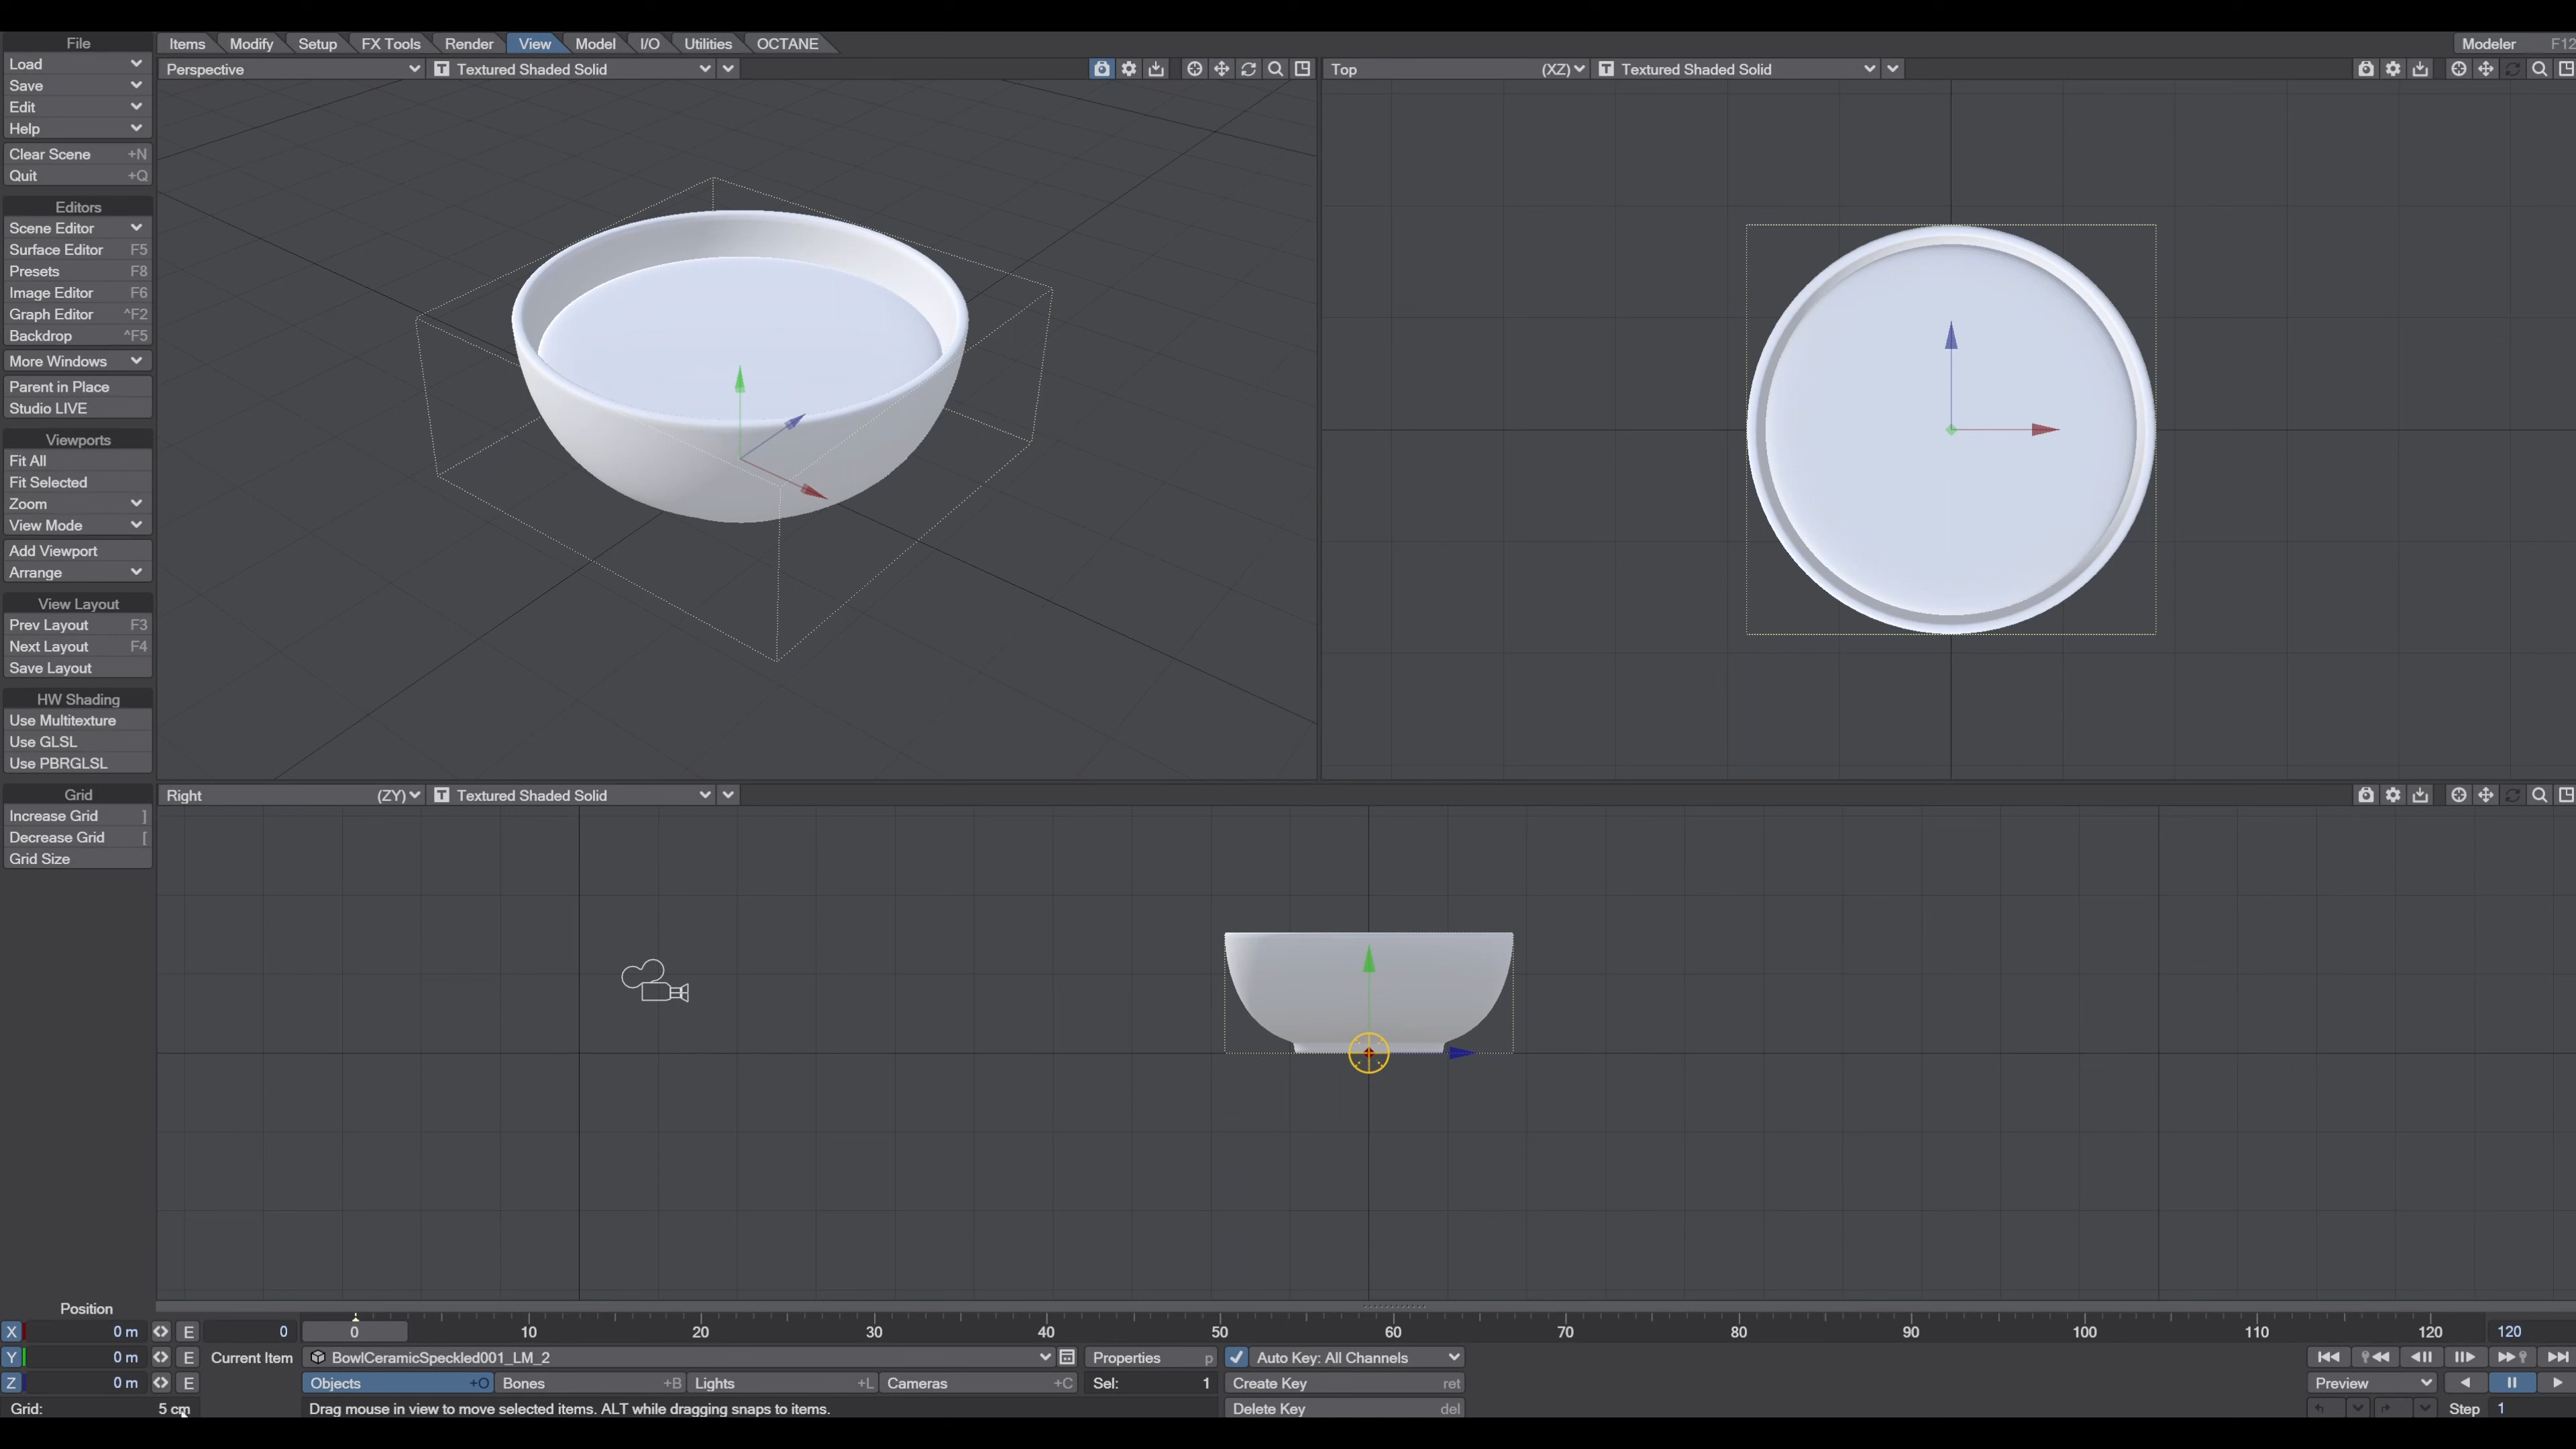 File
Items Modify Setup FX Tools Render View Model I/O Utilities OCTANE Modeler F12
Load
Perspective T Textured Shaded Solid Top (XZ) T Textured Shaded Solid
Save
Edit
Help
Clear Scene +N
Quit +Q
Editors
Scene Editor
Surface Editor F5
Presets F8
Image Editor F6
Graph Editor ^F2
Backdrop ^F5
More Windows
Parent in Place
Studio LIVE
Viewports
Fit All
Fit Selected
Zoom
View Mode
Add Viewport
Arrange
View Layout
Prev Layout F3
Next Layout F4
Save Layout
HW Shading
Use Multitexture
Use GLSL
Use PBRGLSL
Grid
Right (ZY) T Textured Shaded Solid
Increase Grid ]
Decrease Grid [
Grid Size
Position
X 0 m E 0 0 10 20 30 40 50 60 70 80 90 100 110 120 120
Y 0 m E Current Item BowlCeramicSpeckled001_LM_2 Properties p Auto Key: All Channels
Z 0 m E Objects +O Bones +B Lights +L Cameras +C Sel: 1 Create Key ret Preview
Grid: 5 cm Drag mouse in view to move selected items. ALT while dragging snaps to items. Delete Key del Step 1